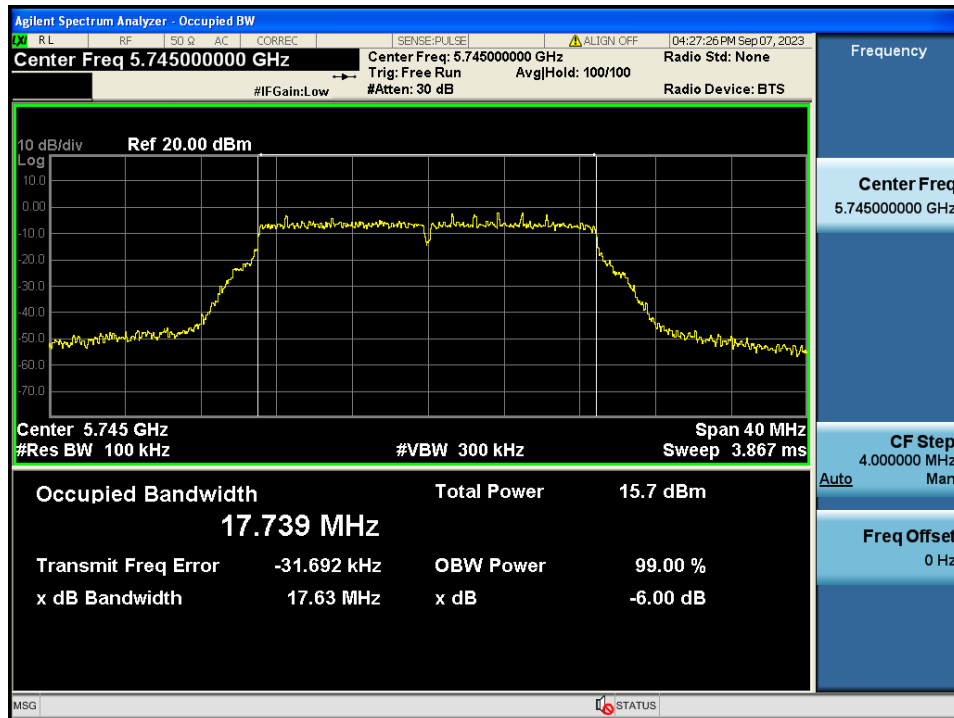 Agilent Spectrum Analyzer - Occupied BW
LXI RL RF 50 Ω AC CORREC SENSE:PULSE ALIGN OFF 04:27:26 PM Sep 07, 2023
Center Freq 5.745000000 GHz
Center Freq: 5.745000000 GHz
Radio Std: None
Trig: Free Run Avg|Hold: 100/100
#IFGain:Low
#Atten: 30 dB
Radio Device: BTS
10 dB/div Ref 20.00 dBm
Log
10.0
0.00
-10.0
-20.0
-30.0
-40.0
-50.0
-60.0
-70.0
Center 5.745 GHz Span 40 MHz
#Res BW 100 kHz #VBW 300 kHz Sweep 3.867 ms
Occupied Bandwidth Total Power 15.7 dBm
17.739 MHz
Transmit Freq Error -31.692 kHz OBW Power 99.00 %
x dB Bandwidth 17.63 MHz x dB -6.00 dB
Frequency
Center Freq
5.745000000 GHz
CF Step
4.000000 MHz
Auto Man
Freq Offset
0 Hz
MSG STATUS